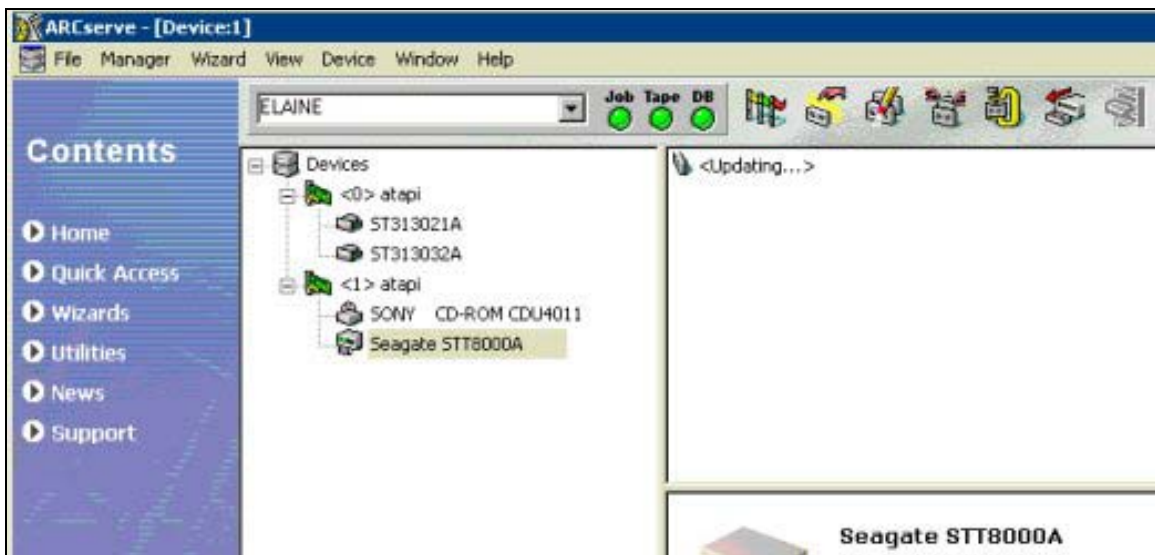 ARCserve - [Device:1]
File Manager Wizard View Device Window Help
ELAINE
Job Tape DB
Contents
Home
Quick Access
Wizards
Utilities
News
Support
Devices
<0> atapi
ST313021A
ST313032A
<1> atapi
SONY CD-ROM CDU4011
Seagate STT8000A
<Updating...>
Seagate STT8000A